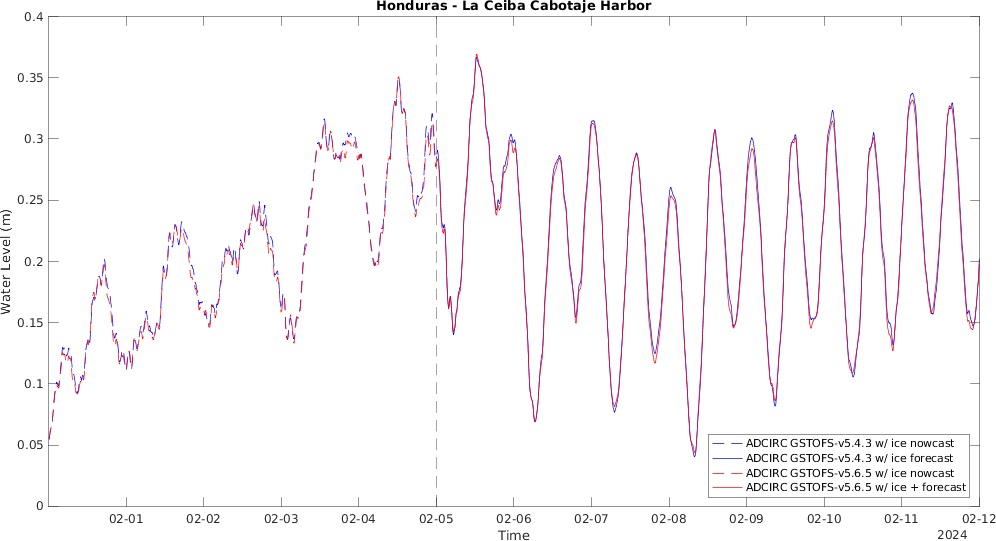 Honduras - La Ceiba Cabotaje Harbor
0.4
0.35
0.3
0.25
0.2
0.15
0.1
0.05
0
Water Level (m)
ADCIRC GSTOFS-v5.4.3 w/ ice nowcast
ADCIRC GSTOFS-v5.4.3 w/ ice forecast
ADCIRC GSTOFS-v5.6.5 w/ ice nowcast
ADCIRC GSTOFS-v5.6.5 w/ ice + forecast
02-01 02-02 02-03 02-04 02-05 02-06 02-07 02-08 02-09 02-10 02-11 02-12
Time
2024